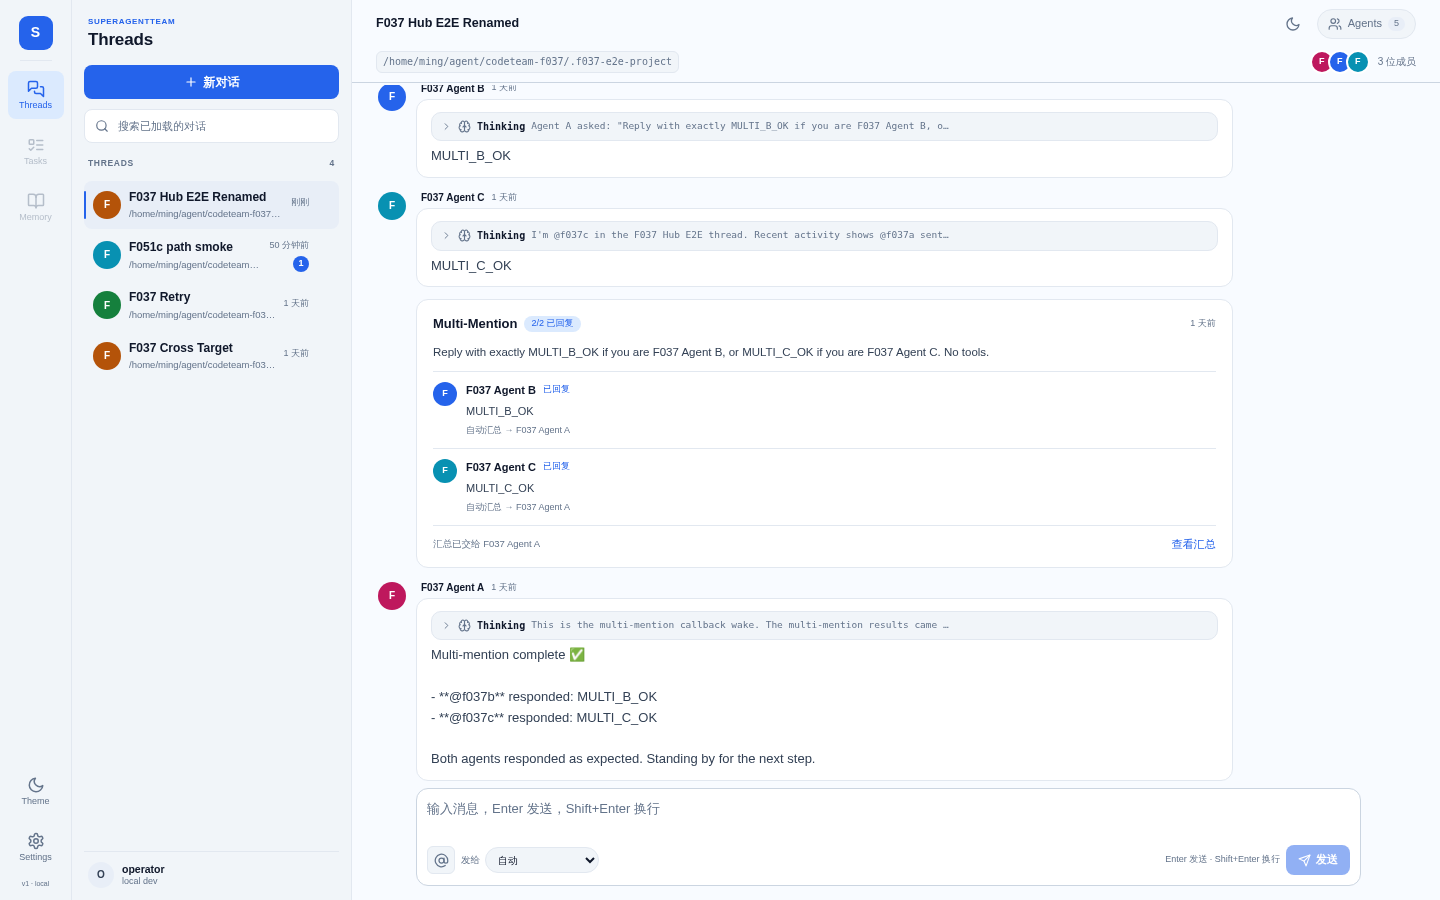 S
Threads
Tasks
Memory
Theme
Settings
v1 · local
SUPERAGENTTEAM
Threads
新对话
搜索已加载的对话
THREADS 4
F F037 Hub E2E Renamed 刚刚
/home/ming/agent/codeteam-f037…
F F051c path smoke 50 分钟前
/home/ming/agent/codeteam… 1
F F037 Retry 1 天前
/home/ming/agent/codeteam-f03…
F F037 Cross Target 1 天前
/home/ming/agent/codeteam-f03…
O operator
local dev
F037 Hub E2E Renamed
Agents 5
/home/ming/agent/codeteam-f037/.f037-e2e-project
F F F 3 位成员
F F037 Agent B 1 天前
Thinking Agent A asked: "Reply with exactly MULTI_B_OK if you are F037 Agent B, o…
MULTI_B_OK
F F037 Agent C 1 天前
Thinking I'm @f037c in the F037 Hub E2E thread. Recent activity shows @f037a sent…
MULTI_C_OK
Multi-Mention 2/2 已回复 1 天前
Reply with exactly MULTI_B_OK if you are F037 Agent B, or MULTI_C_OK if you are F037 Agent C. No tools.
F F037 Agent B 已回复
MULTI_B_OK
自动汇总 → F037 Agent A
F F037 Agent C 已回复
MULTI_C_OK
自动汇总 → F037 Agent A
汇总已交给 F037 Agent A 查看汇总
F F037 Agent A 1 天前
Thinking This is the multi-mention callback wake. The multi-mention results came …
Multi-mention complete ✅
- **@f037b** responded: MULTI_B_OK
- **@f037c** responded: MULTI_C_OK
Both agents responded as expected. Standing by for the next step.
输入消息，Enter 发送，Shift+Enter 换行
发给 自动 Enter 发送 · Shift+Enter 换行 发送